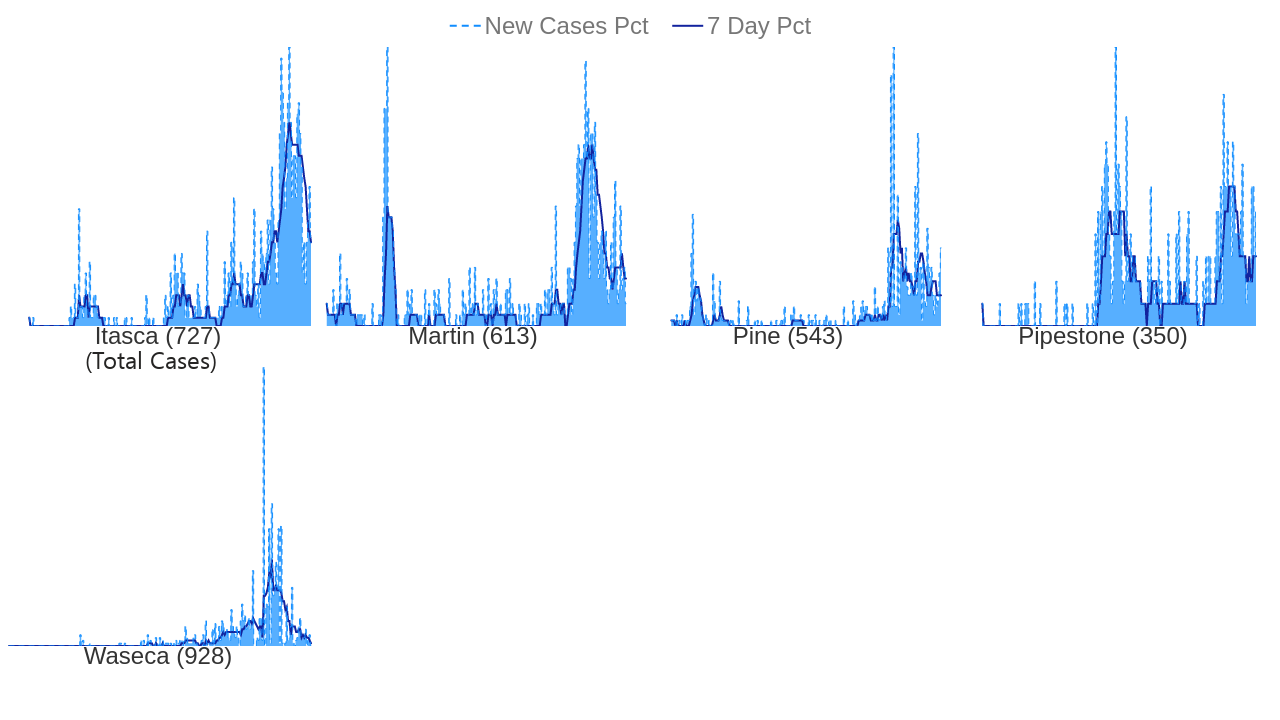 New Cases Pct 7 Day Pct
Itasca (727) Martin (613) Pine (543) Pipestone (350)
(Total Cases)
Waseca (928)